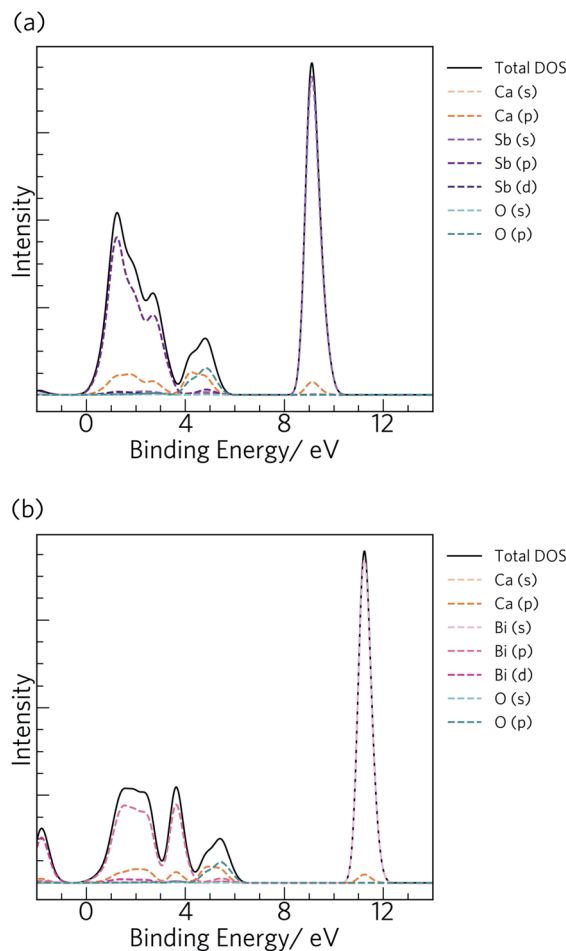 (a)
Intensity
0 4 8 12
Binding Energy/ eV
Total DOS
Ca (s)
Ca (p)
Sb (s)
Sb (p)
Sb (d)
O (s)
O (p)
(b)
Intensity
0 4 8 12
Binding Energy/ eV
Total DOS
Ca (s)
Ca (p)
Bi (s)
Bi (p)
Bi (d)
O (s)
O (p)